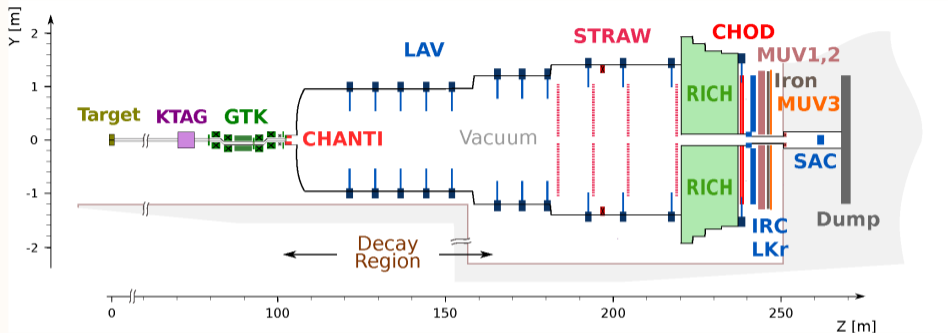 Y [m]
2
1
0
-1
-2
Target
KTAG
GTK
CHANTI
LAV
Vacuum
STRAW
RICH
RICH
CHOD
MUV1,2
Iron
MUV3
SAC
IRC
LKr
Dump
Decay
Region
0
100
150
200
250
Z [m]